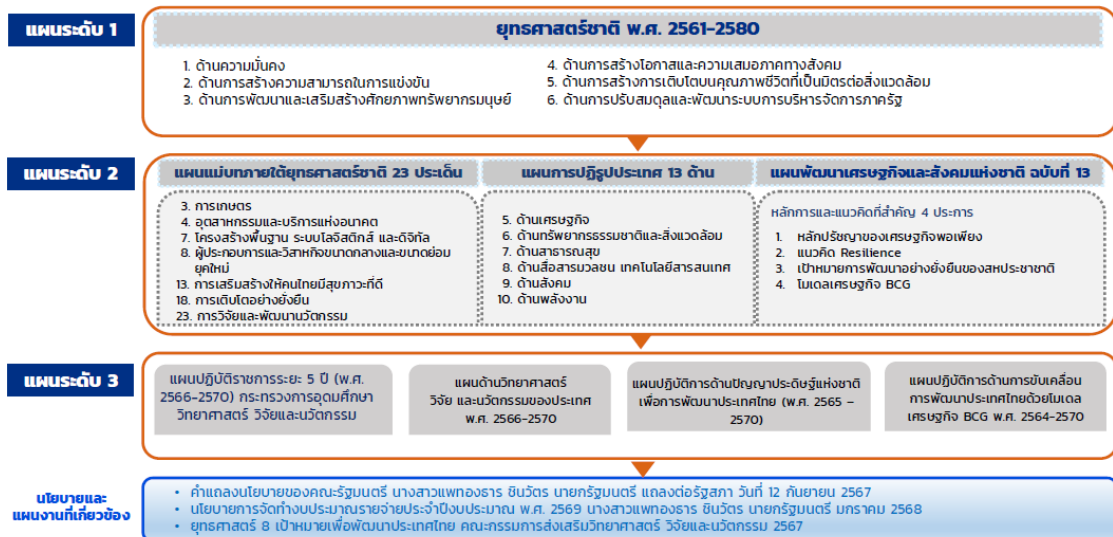 แผนระดับ 1
ยุทธศาสตร์ชาติ พ.ศ. 2561-2580
1. ด้านความมั่นคง
2. ด้านการสร้างความสามารถในการแข่งขัน
3. ด้านการพัฒนาและเสริมสร้างศักยภาพทรัพยากรมนุษย์
4. ด้านการสร้างโอกาสและความเสมอภาคทางสังคม
5. ด้านการสร้างการเติบโตบนคุณภาพชีวิตที่เป็นมิตรต่อสิ่งแวดล้อม
6. ด้านการปรับสมดุลและพัฒนาระบบการบริหารจัดการภาครัฐ
แผนระดับ 2
แผนแม่บทภายใต้ยุทธศาสตร์ชาติ 23 ประเด็น
3. การเกษตร
4. อุตสาหกรรมและบริการแห่งอนาคต
7. โครงสร้างพื้นฐาน ระบบโลจิสติกส์ และดิจิทัล
8. ผู้ประกอบการและวิสาหกิจขนาดกลางและขนาดย่อม
ยุคใหม่
13. การเสริมสร้างให้คนไทยมีสุขภาวะที่ดี
18. การเติบโตอย่างยั่งยืน
23. การวิจัยและพัฒนานวัตกรรม
แผนการปฏิรูปประเทศ 13 ด้าน
5. ด้านเศรษฐกิจ
6. ด้านทรัพยากรธรรมชาติและสิ่งแวดล้อม
7. ด้านสาธารณสุข
8. ด้านสื่อสารมวลชน เทคโนโลยีสารสนเทศ
9. ด้านสังคม
10. ด้านพลังงาน
แผนพัฒนาเศรษฐกิจและสังคมแห่งชาติ ฉบับที่ 13
หลักการและแนวคิดที่สำคัญ 4 ประการ
1. หลักปรัชญาของเศรษฐกิจพอเพียง
2. แนวคิด Resilience
3. เป้าหมายการพัฒนาอย่างยั่งยืนของสหประชาชาติ
4. โมเดลเศรษฐกิจ BCG
แผนระดับ 3
แผนปฏิบัติราชการระยะ 5 ปี (พ.ศ.
2566-2570) กระทรวงการอุดมศึกษา
วิทยาศาสตร์ วิจัยและนวัตกรรม
แผนด้านวิทยาศาสตร์
วิจัย และนวัตกรรมของประเทศ
พ.ศ. 2566-2570
แผนปฏิบัติการด้านปัญญาประดิษฐ์แห่งชาติ
เพื่อการพัฒนาประเทศไทย (พ.ศ. 2565 –
2570)
แผนปฏิบัติการด้านการขับเคลื่อน
การพัฒนาประเทศไทยด้วยโมเดล
เศรษฐกิจ BCG พ.ศ. 2564-2570
นโยบายและ
แผนงานที่เกี่ยวข้อง
• คำแถลงนโยบายของคณะรัฐมนตรี นางสาวแพทองธาร ชินวัตร นายกรัฐมนตรี แถลงต่อรัฐสภา วันที่ 12 กันยายน 2567
• นโยบายการจัดทำงบประมาณรายจ่ายประจำปีงบประมาณ พ.ศ. 2569 นางสาวแพทองธาร ชินวัตร นายกรัฐมนตรี มกราคม 2568
• ยุทธศาสตร์ 8 เป้าหมายเพื่อพัฒนาประเทศไทย คณะกรรมการส่งเสริมวิทยาศาสตร์ วิจัยและนวัตกรรม 2567